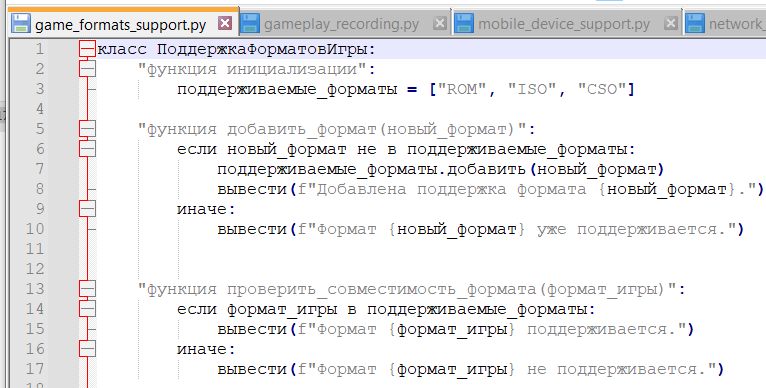 game_formats_support.py gameplay_recording.py mobile_device_support.py network_
1 класс ПоддержкаФорматовИгры:
2 "функция инициализации":
3 поддерживаемые_форматы = ["ROM", "ISO", "CSO"]
4
5 "функция добавить_формат(новый_формат)":
6 если новый_формат не в поддерживаемые_форматы:
7 поддерживаемые_форматы.добавить(новый_формат)
8 вывести(f"Добавлена поддержка формата {новый_формат}.")
9 иначе:
10 вывести(f"Формат {новый_формат} уже поддерживается.")
11
12
13 "функция проверить_совместимость_формата(формат_игры)":
14 если формат_игры в поддерживаемые_форматы:
15 вывести(f"Формат {формат_игры} поддерживается.")
16 иначе:
17 вывести(f"Формат {формат_игры} не поддерживается.")